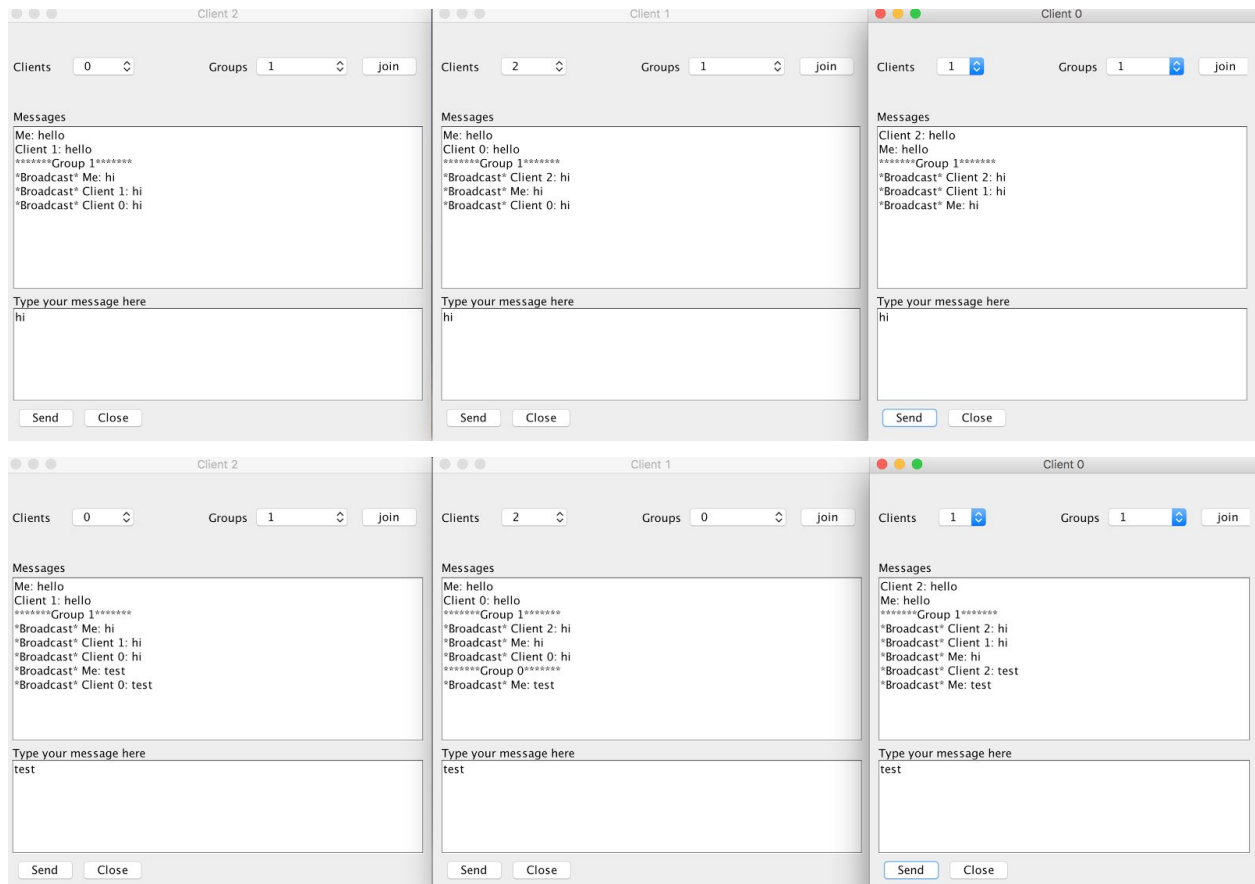 Client 2
Clients 0 Groups 1 join
Messages
Me: hello
Client 1: hello
*******Group 1*******
*Broadcast* Me: hi
*Broadcast* Client 1: hi
*Broadcast* Client 0: hi
Type your message here
hi
Send Close
Client 1
Clients 2 Groups 1 join
Messages
Me: hello
Client 0: hello
*******Group 1*******
*Broadcast* Client 2: hi
*Broadcast* Me: hi
*Broadcast* Client 0: hi
Type your message here
hi
Send Close
Client 0
Clients 1 Groups 1 join
Messages
Client 2: hello
Me: hello
*******Group 1*******
*Broadcast* Client 2: hi
*Broadcast* Client 1: hi
*Broadcast* Me: hi
Type your message here
hi
Send Close
Client 2
Clients 0 Groups 1 join
Messages
Me: hello
Client 1: hello
*******Group 1*******
*Broadcast* Me: hi
*Broadcast* Client 1: hi
*Broadcast* Client 0: hi
*Broadcast* Me: test
*Broadcast* Client 0: test
Type your message here
test
Send Close
Client 1
Clients 2 Groups 0 join
Messages
Me: hello
Client 0: hello
*******Group 1*******
*Broadcast* Client 2: hi
*Broadcast* Me: hi
*Broadcast* Client 0: hi
*******Group 0*******
*Broadcast* Me: test
Type your message here
test
Send Close
Client 0
Clients 1 Groups 1 join
Messages
Client 2: hello
Me: hello
*******Group 1*******
*Broadcast* Client 2: hi
*Broadcast* Client 1: hi
*Broadcast* Me: hi
*Broadcast* Client 2: test
*Broadcast* Me: test
Type your message here
test
Send Close